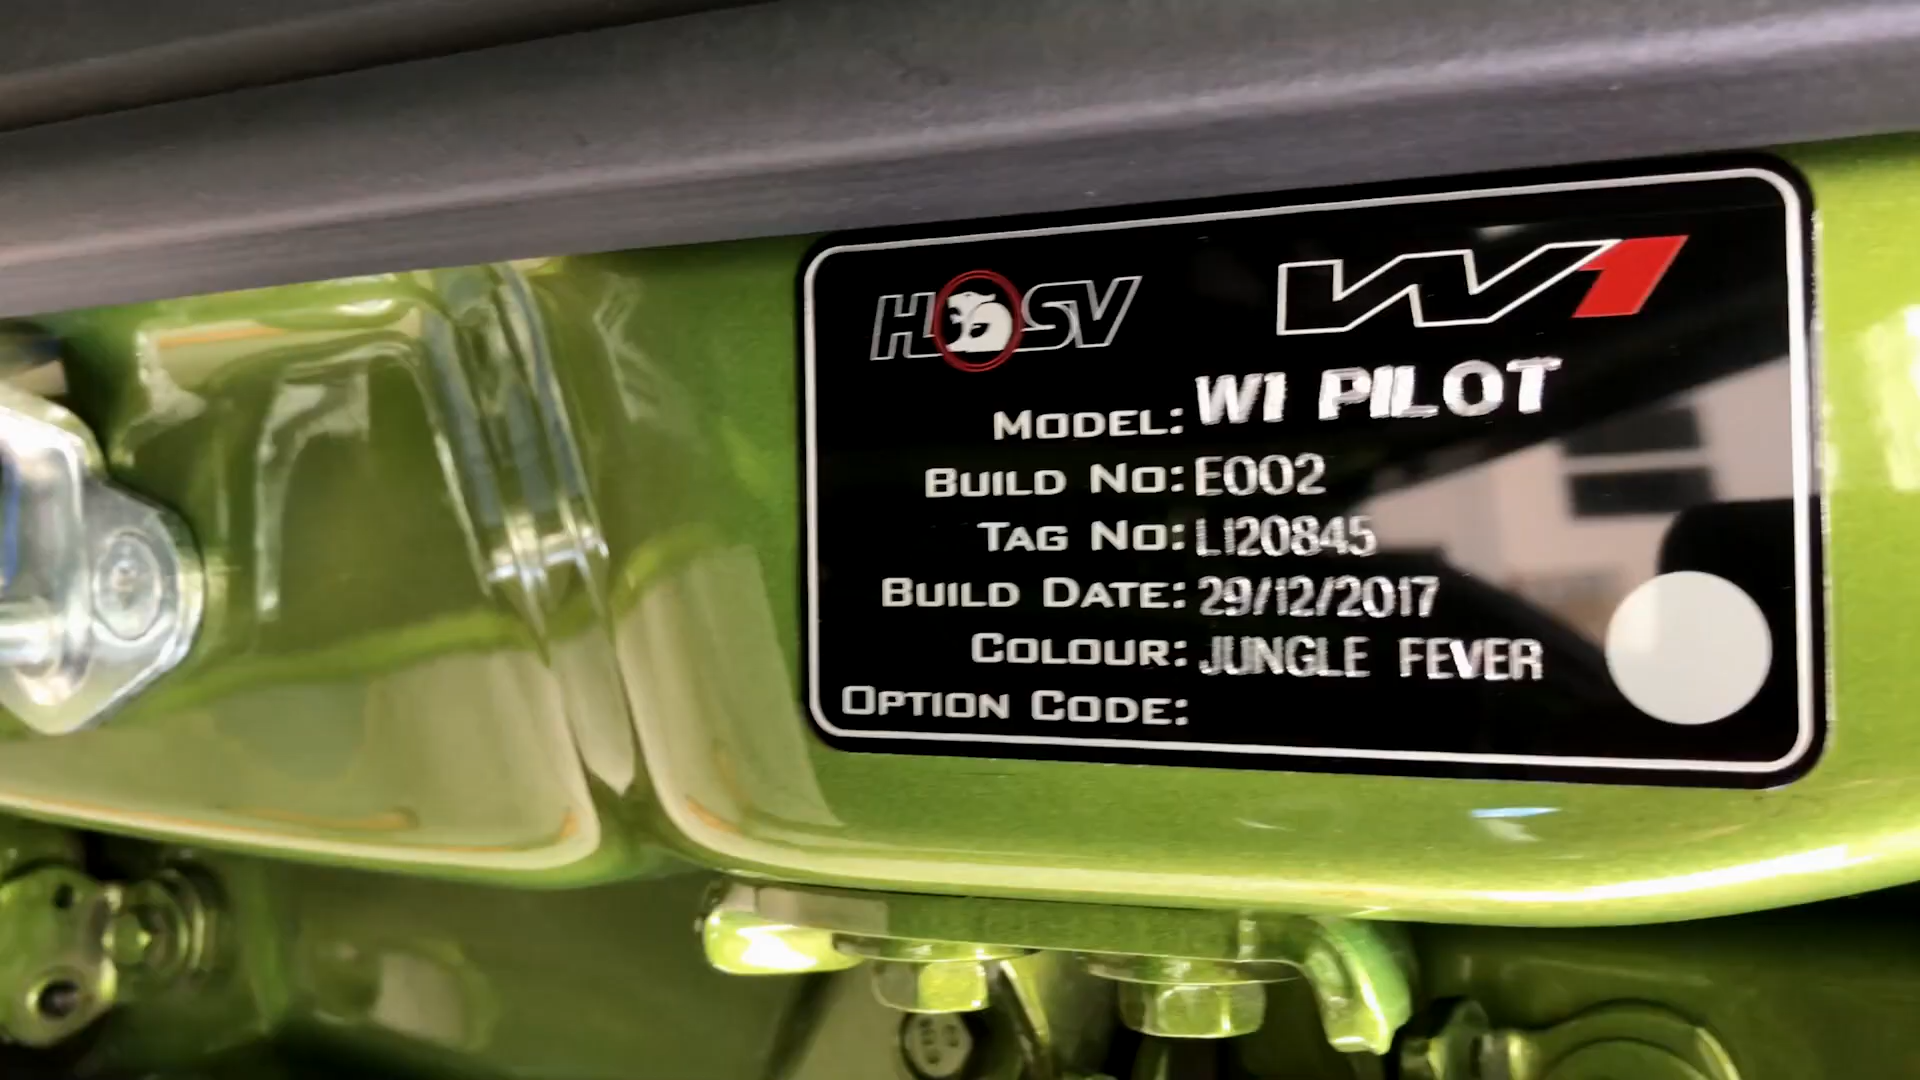 HSV W1
MODEL: W1 PILOT
BUILD NO: E002
TAG NO: L120845
BUILD DATE: 29/12/2017
COLOUR: JUNGLE FEVER
OPTION CODE: